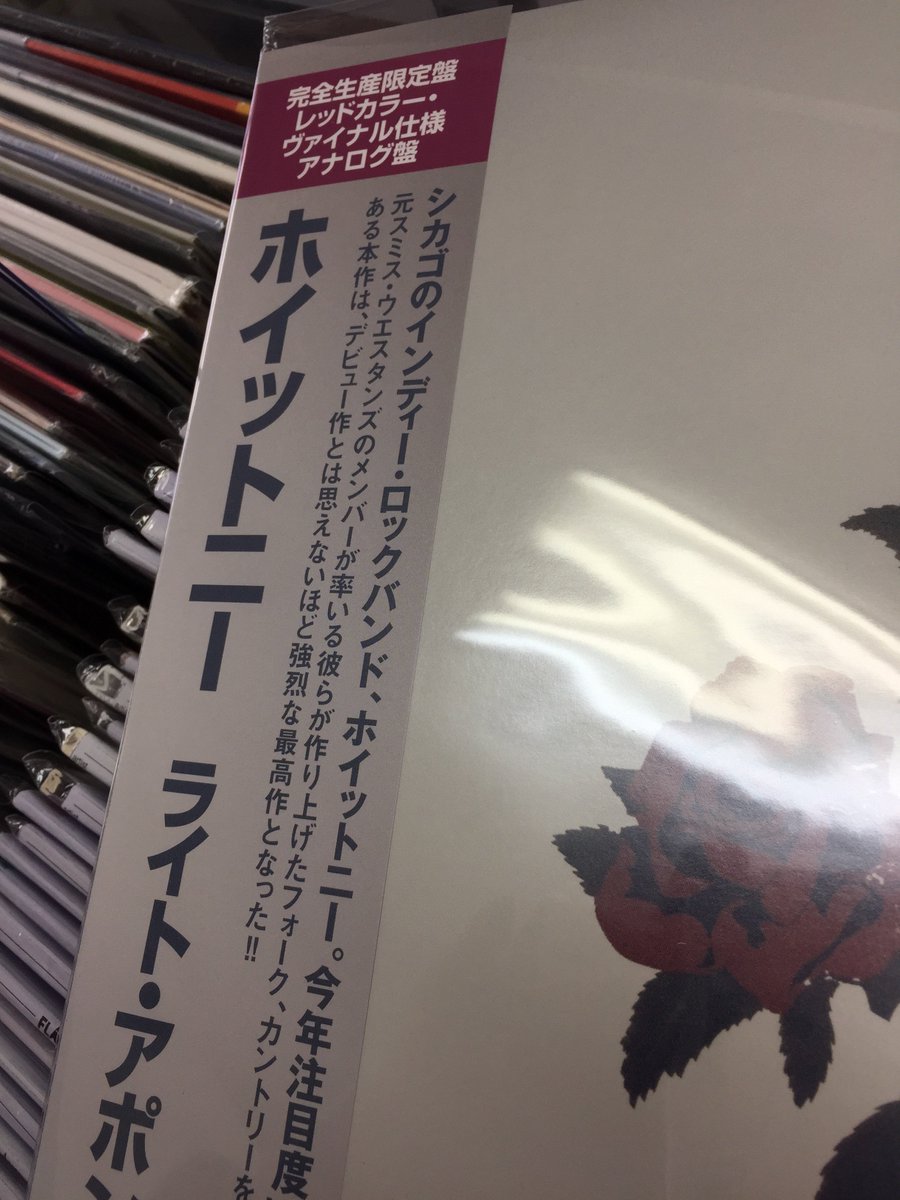 完全生産限定盤
レッドカラー・
ヴァイナル仕様
アナログ盤
シカゴのインディー・ロックバンド、ホイットニー。今年注目度
元スミス・ウエスタンズのメンバーが率いる彼らが作り上げたフォーク、カントリーを
ある本作は、デビュー作とは思えないほど強烈な最高作となった!!
ホイットニー ライト・アポン
FLA